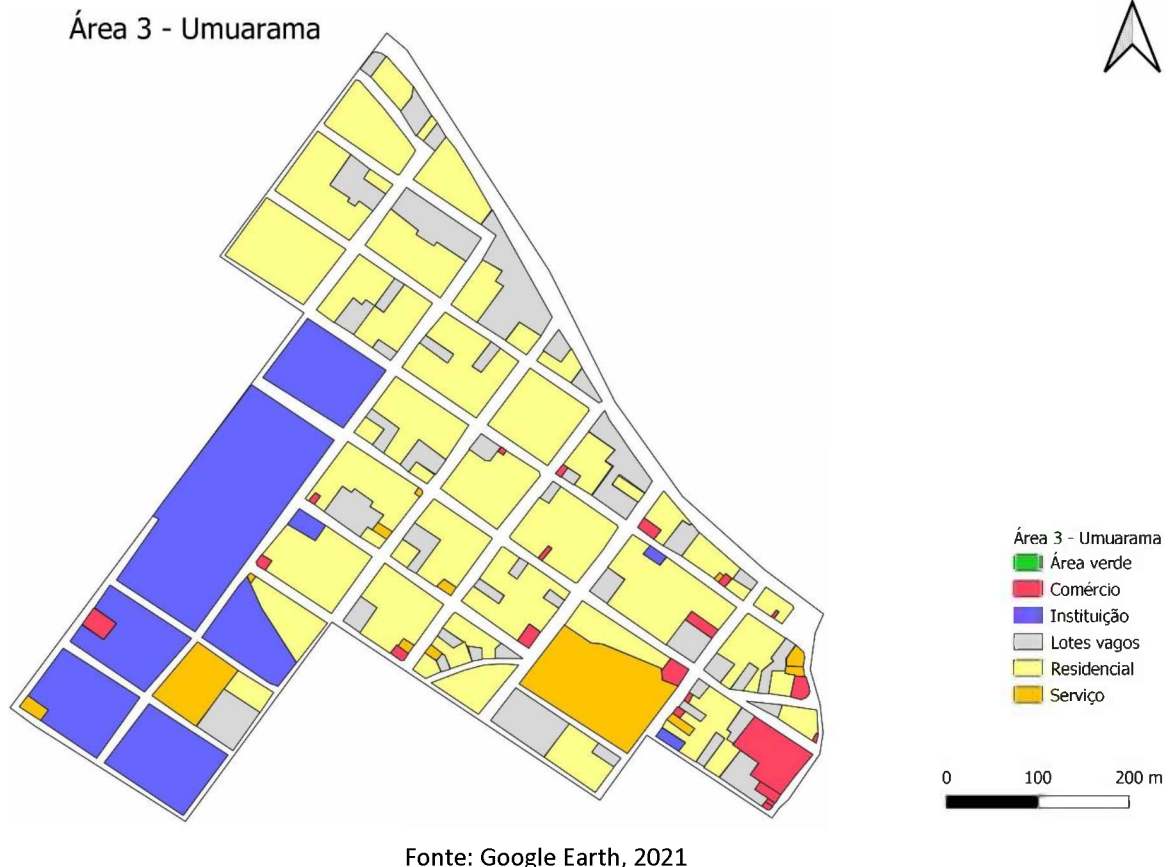 Área 3 - Umuarama
Área 3 - Umuarama
Área verde
Comércio
Instituição
Lotes vagos
Residencial
Serviço
0 100 200 m
Fonte: Google Earth, 2021